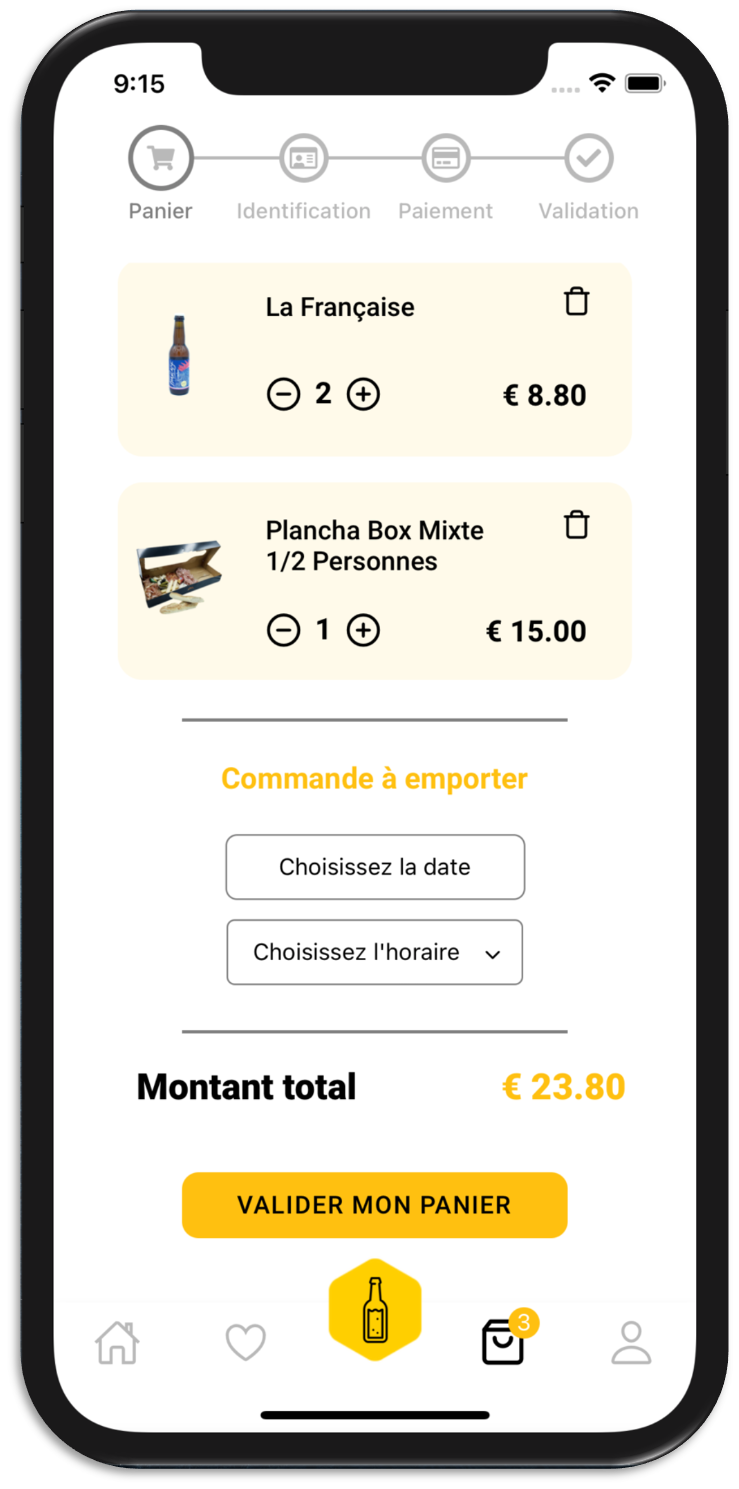 9:15
Panier Identification Paiement Validation
La Française
2
€ 8.80
Plancha Box Mixte
1/2 Personnes
1
€ 15.00
Commande à emporter
Choisissez la date
Choisissez l'horaire
Montant total € 23.80
VALIDER MON PANIER
3